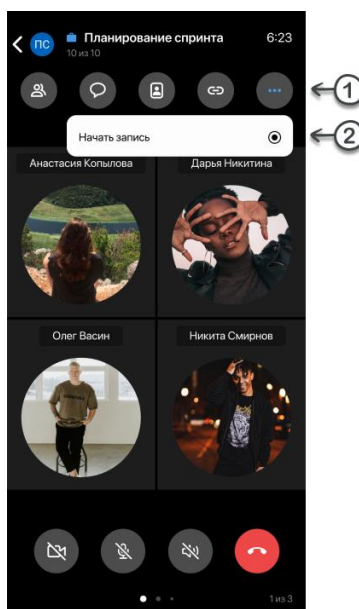 ПС
Планирование спринта
6:23
10 из 10
1
Начать запись
2
Анастасия Копылова
Дарья Никитина
Олег Васин
Никита Смирнов
1 из 3